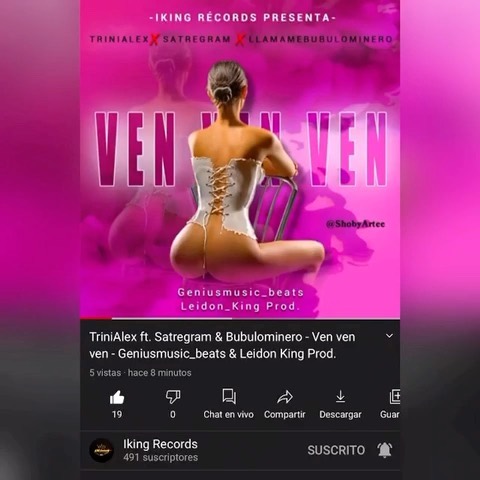 -IKING RÉCORDS PRESENTA-
TRINIALEX❌SATREGRAM ❌LLAMAMEBUBULOMINERO
VEN VEN VEN
@ShobyArtec
Geniusmusic_beats
Leidon_King Prod.
TriniAlex ft. Satregram & Bubulominero - Ven ven
ven - Geniusmusic_beats & Leidon King Prod.
5 vistas · hace 8 minutos
19 0 Chat en vivo Compartir Descargar Guar
Iking Records
491 suscriptores
SUSCRITO